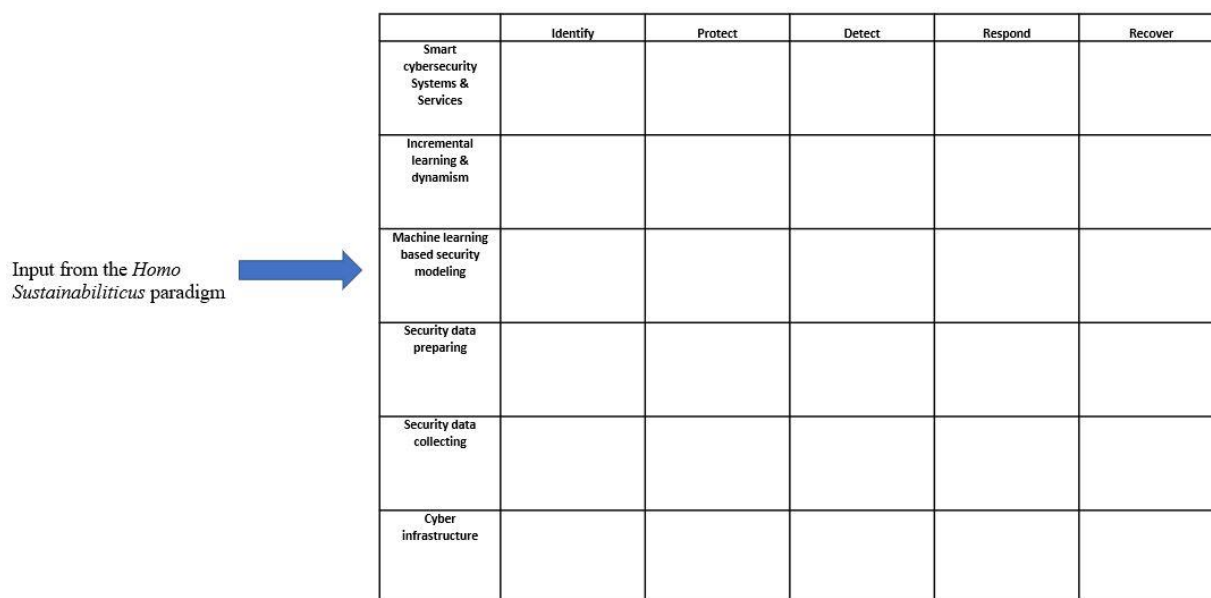 Identify Protect Detect Respond Recover
Smart
cybersecurity
Systems &
Services
Incremental
learning &
dynamism
Machine learning
based security
modeling
Input from the Homo
Sustainabiliticus paradigm
Security data
preparing
Security data
collecting
Cyber
infrastructure